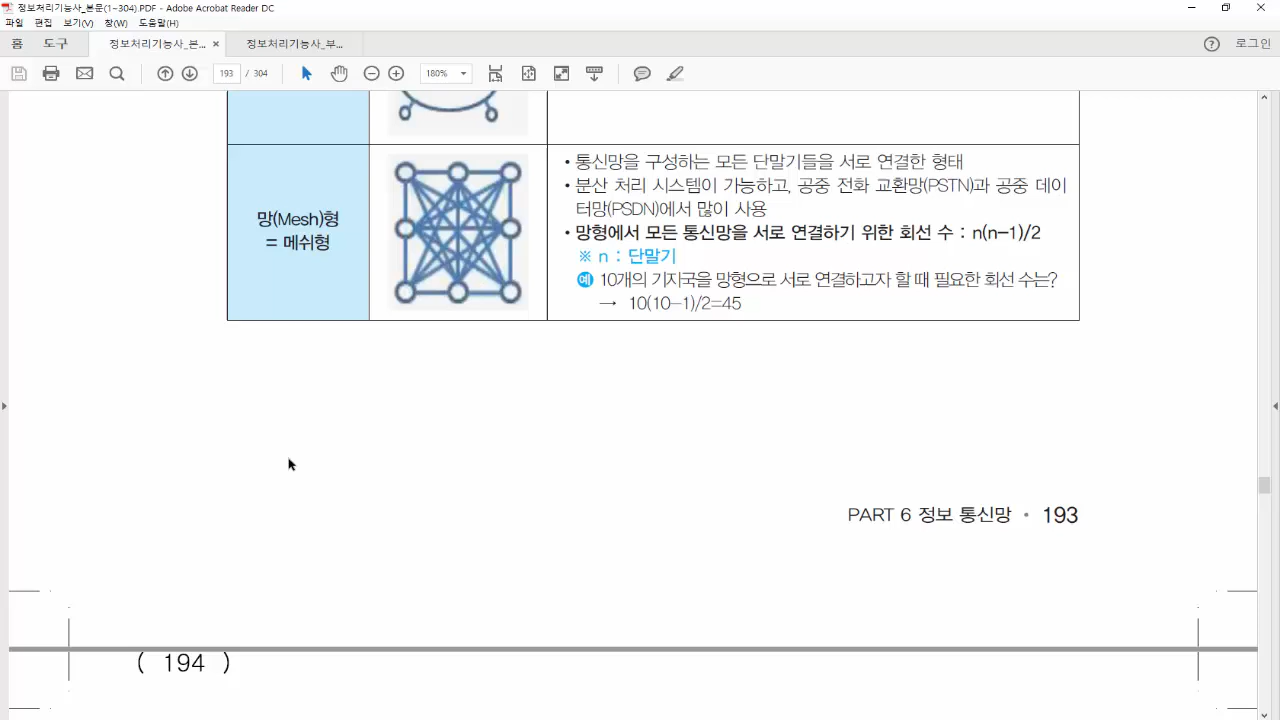 정보처리기능사_본문(1~304).PDF - Adobe Acrobat Reader DC
파일 편집 보기(V) 창(W) 도움말(H)
홈 도구 정보처리기능사_본... × 정보처리기능사_부... ? 로그인
193 / 304 180%
망(Mesh)형
= 메쉬형
• 통신망을 구성하는 모든 단말기들을 서로 연결한 형태
• 분산 처리 시스템이 가능하고, 공중 전화 교환망(PSTN)과 공중 데이
터망(PSDN)에서 많이 사용
• 망형에서 모든 통신망을 서로 연결하기 위한 회선 수 : n(n−1)/2
※ n : 단말기
예 10개의 기지국을 망형으로 서로 연결하고자 할 때 필요한 회선 수는?
→ 10(10−1)/2=45
PART 6 정보 통신망 • 193
( 194 )